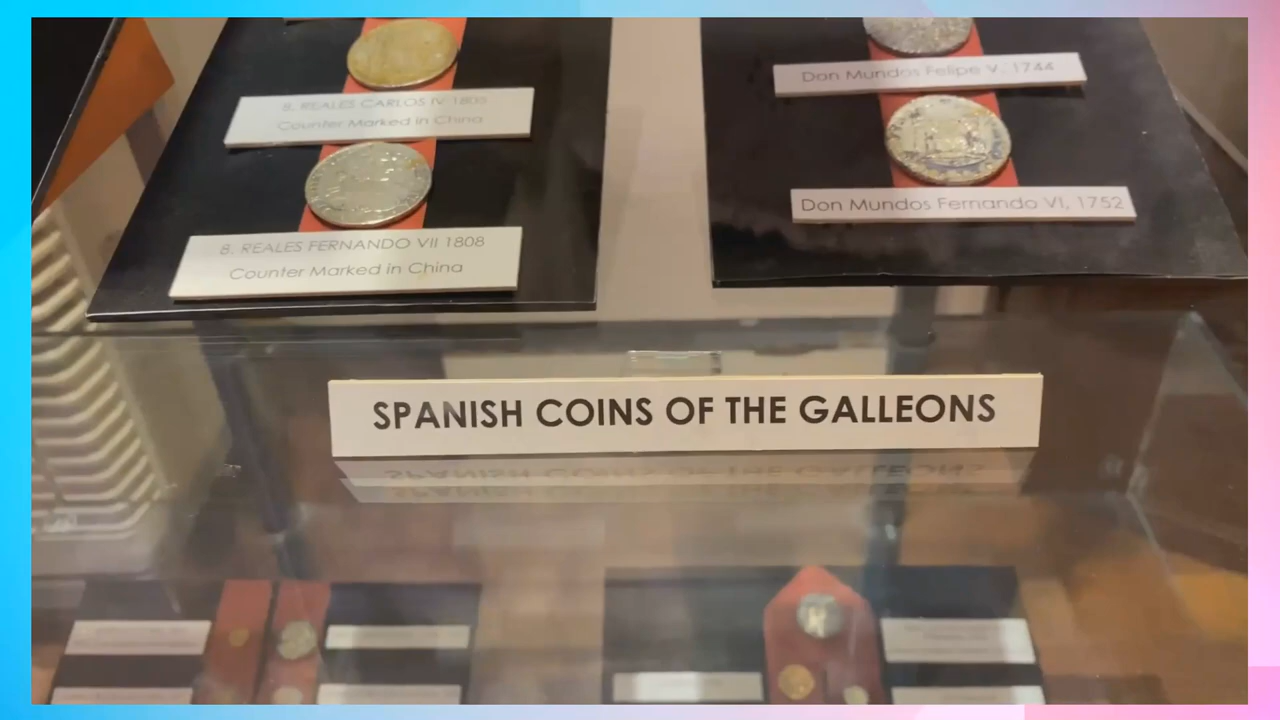 8. REALES CARLOS IV 1805
Counter Marked in China
8. REALES FERNANDO VII 1808
Counter Marked in China
Don Mundos Felipe V, 1744
Don Mundos Fernando VI, 1752
SPANISH COINS OF THE GALLEONS